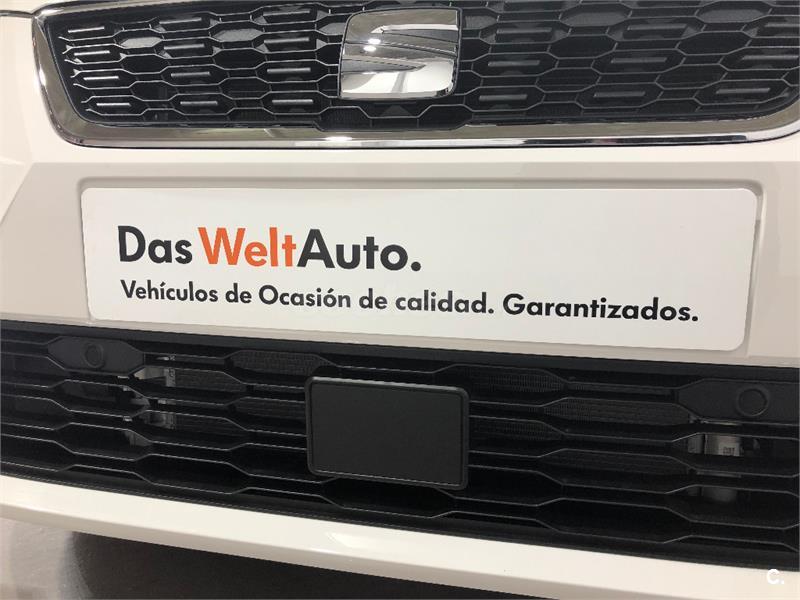 Das WeltAuto.
Vehículos de Ocasión de calidad. Garantizados.
c.